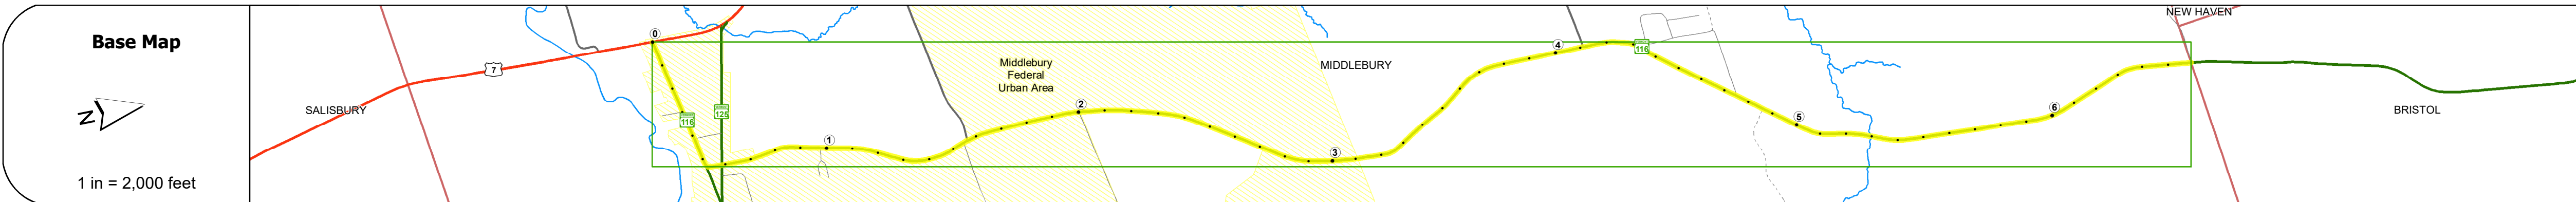 Base Map
N
1 in = 2,000 feet
SALISBURY
7
0
116
125
1
Middlebury
Federal
Urban Area
2
MIDDLEBURY
3
4
116
5
6
NEW HAVEN
BRISTOL